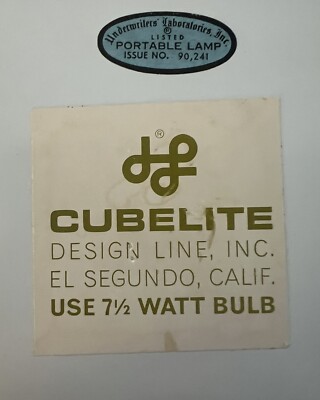 Underwriters' Laboratories, Inc.
®
LISTED
PORTABLE LAMP
ISSUE NO. 90,241
®
CUBELITE
DESIGN LINE, INC.
EL SEGUNDO, CALIF.
USE 7½ WATT BULB